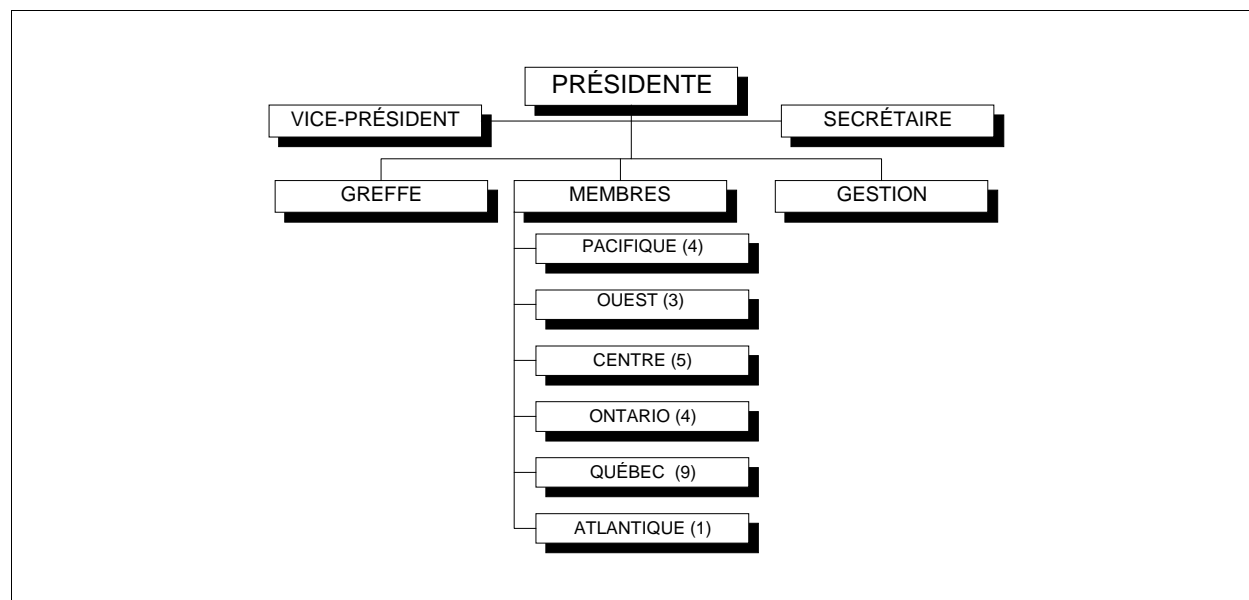 PRÉSIDENTE
VICE-PRÉSIDENT
SECRÉTAIRE
GREFFE
MEMBRES
GESTION
PACIFIQUE (4)
OUEST (3)
CENTRE (5)
ONTARIO (4)
QUÉBEC (9)
ATLANTIQUE (1)